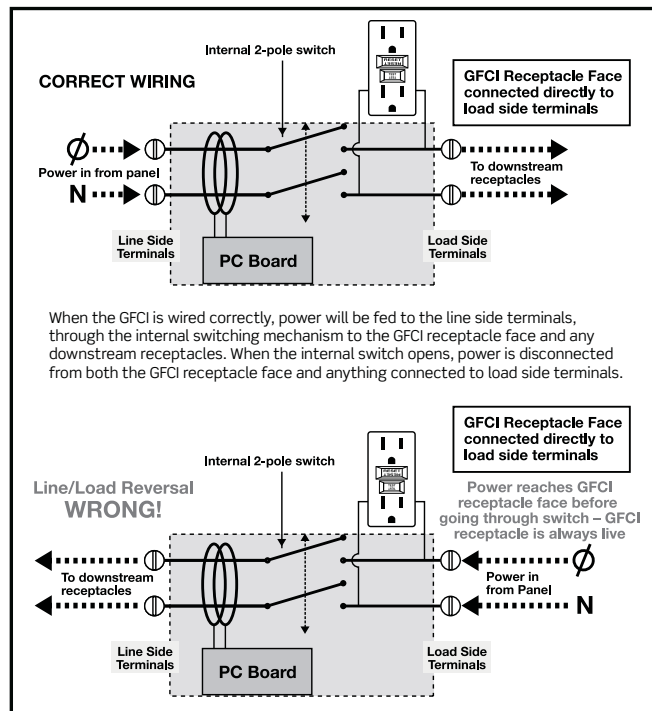 Internal 2-pole switch
CORRECT WIRING
GFCI Receptacle Face
connected directly to
load side terminals
Ø
Power in from panel
N
To downstream
receptacles
Line Side
Terminals
PC Board
Load Side
Terminals
When the GFCI is wired correctly, power will be fed to the line side terminals,
through the internal switching mechanism to the GFCI receptacle face and any
downstream receptacles. When the internal switch opens, power is disconnected
from both the GFCI receptacle face and anything connected to load side terminals.
GFCI Receptacle Face
connected directly to
load side terminals
Internal 2-pole switch
Line/Load Reversal
WRONG!
Power reaches GFCI
receptacle face before
going through switch – GFCI
receptacle is always live
Ø
To downstream
receptacles
Power in
from Panel
N
Line Side
Terminals
PC Board
Load Side
Terminals